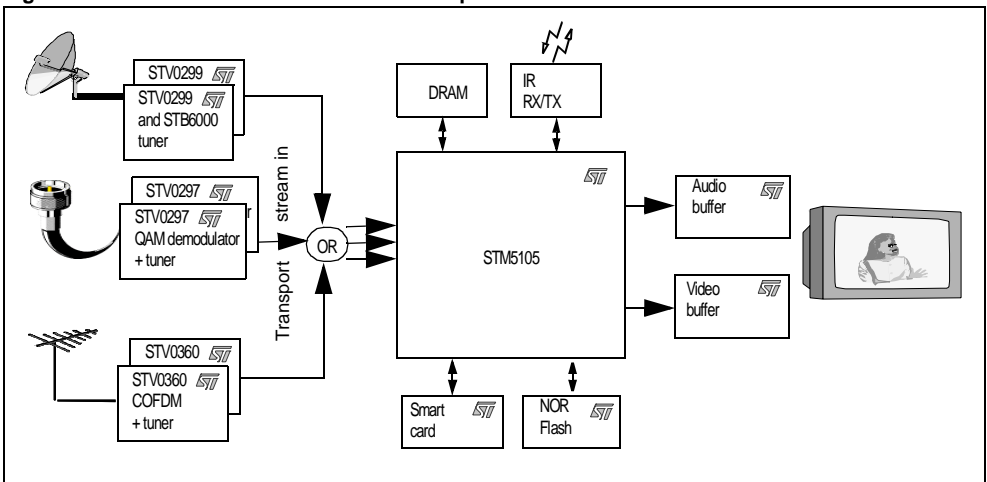 STV0299
STV0299
and STB6000
tuner
STV0297
STV0297
QAM demodulator
+ tuner
STV0360
STV0360
COFDM
+ tuner
Transport stream in
OR
DRAM
IR
RX/TX
STM5105
Audio
buffer
Video
buffer
Smart
card
NOR
Flash